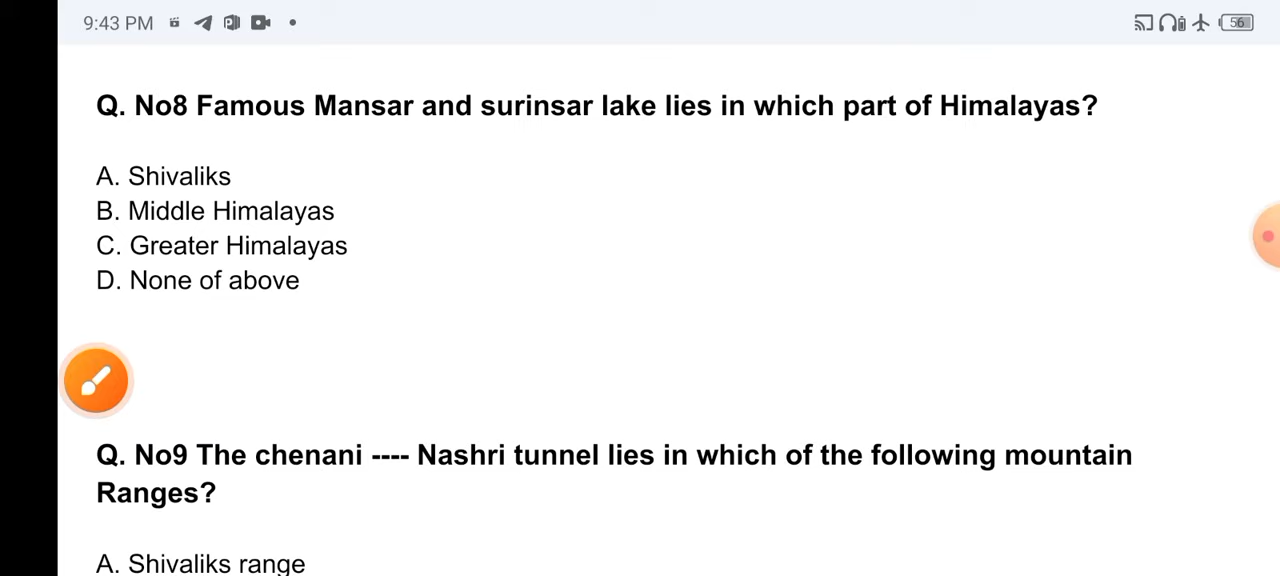 9:43 PM
56
Q. No8 Famous Mansar and surinsar lake lies in which part of Himalayas?
A. Shivaliks
B. Middle Himalayas
C. Greater Himalayas
D. None of above
Q. No9 The chenani ---- Nashri tunnel lies in which of the following mountain
Ranges?
A. Shivaliks range